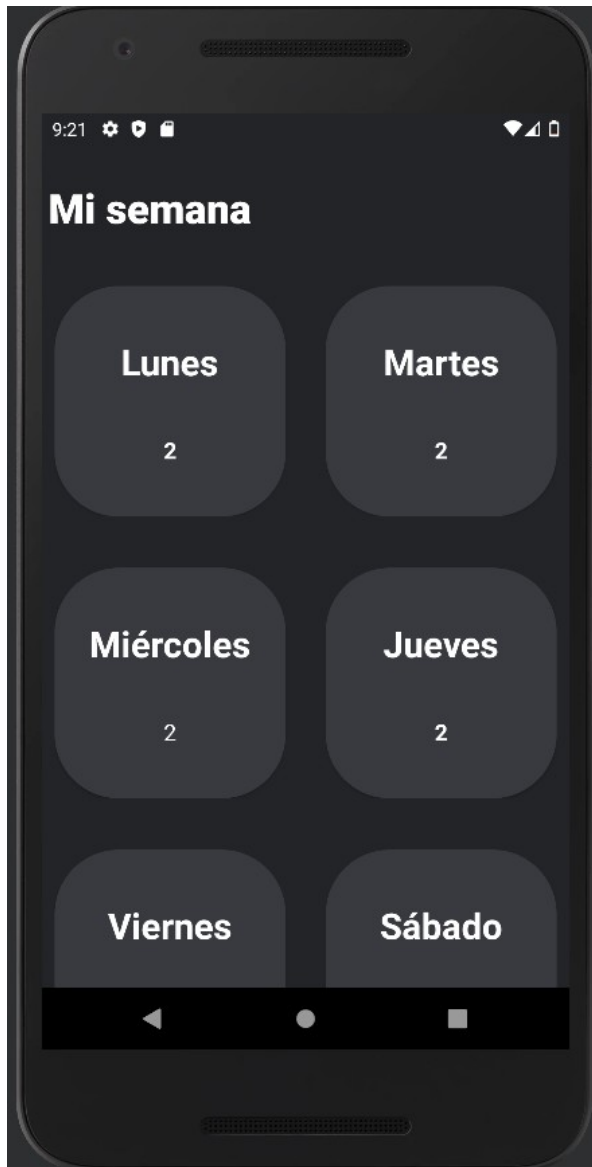 9:21
Mi semana
Lunes
Martes
2
2
Miércoles
Jueves
2
2
Viernes
Sábado